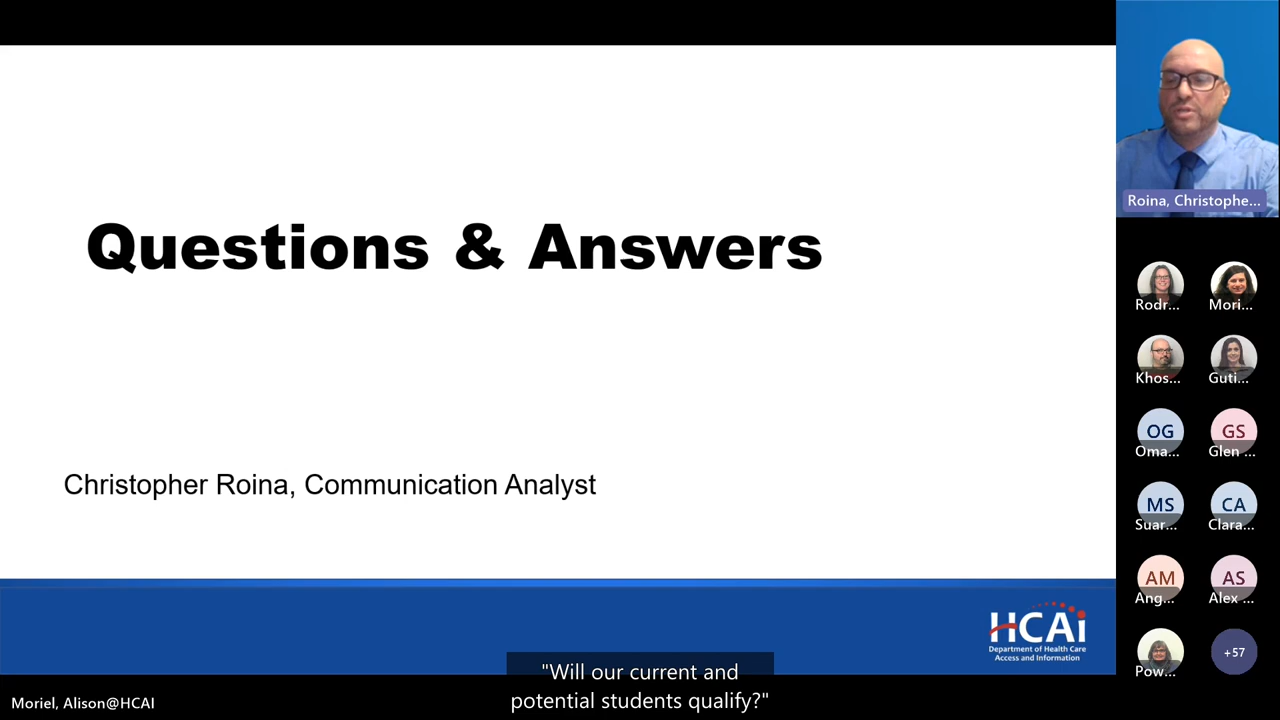 Questions & Answers
Christopher Roina, Communication Analyst
HCAi
Department of Health Care
Access and Information
"Will our current and
potential students qualify?"
Moriel, Alison@HCAI
Roina, Christophe...
Rodr...
Mori...
Khos...
Guti...
OG
Oma...
GS
Glen ...
MS
Suar...
CA
Clara...
AM
Ang...
AS
Alex ...
Pow...
+57